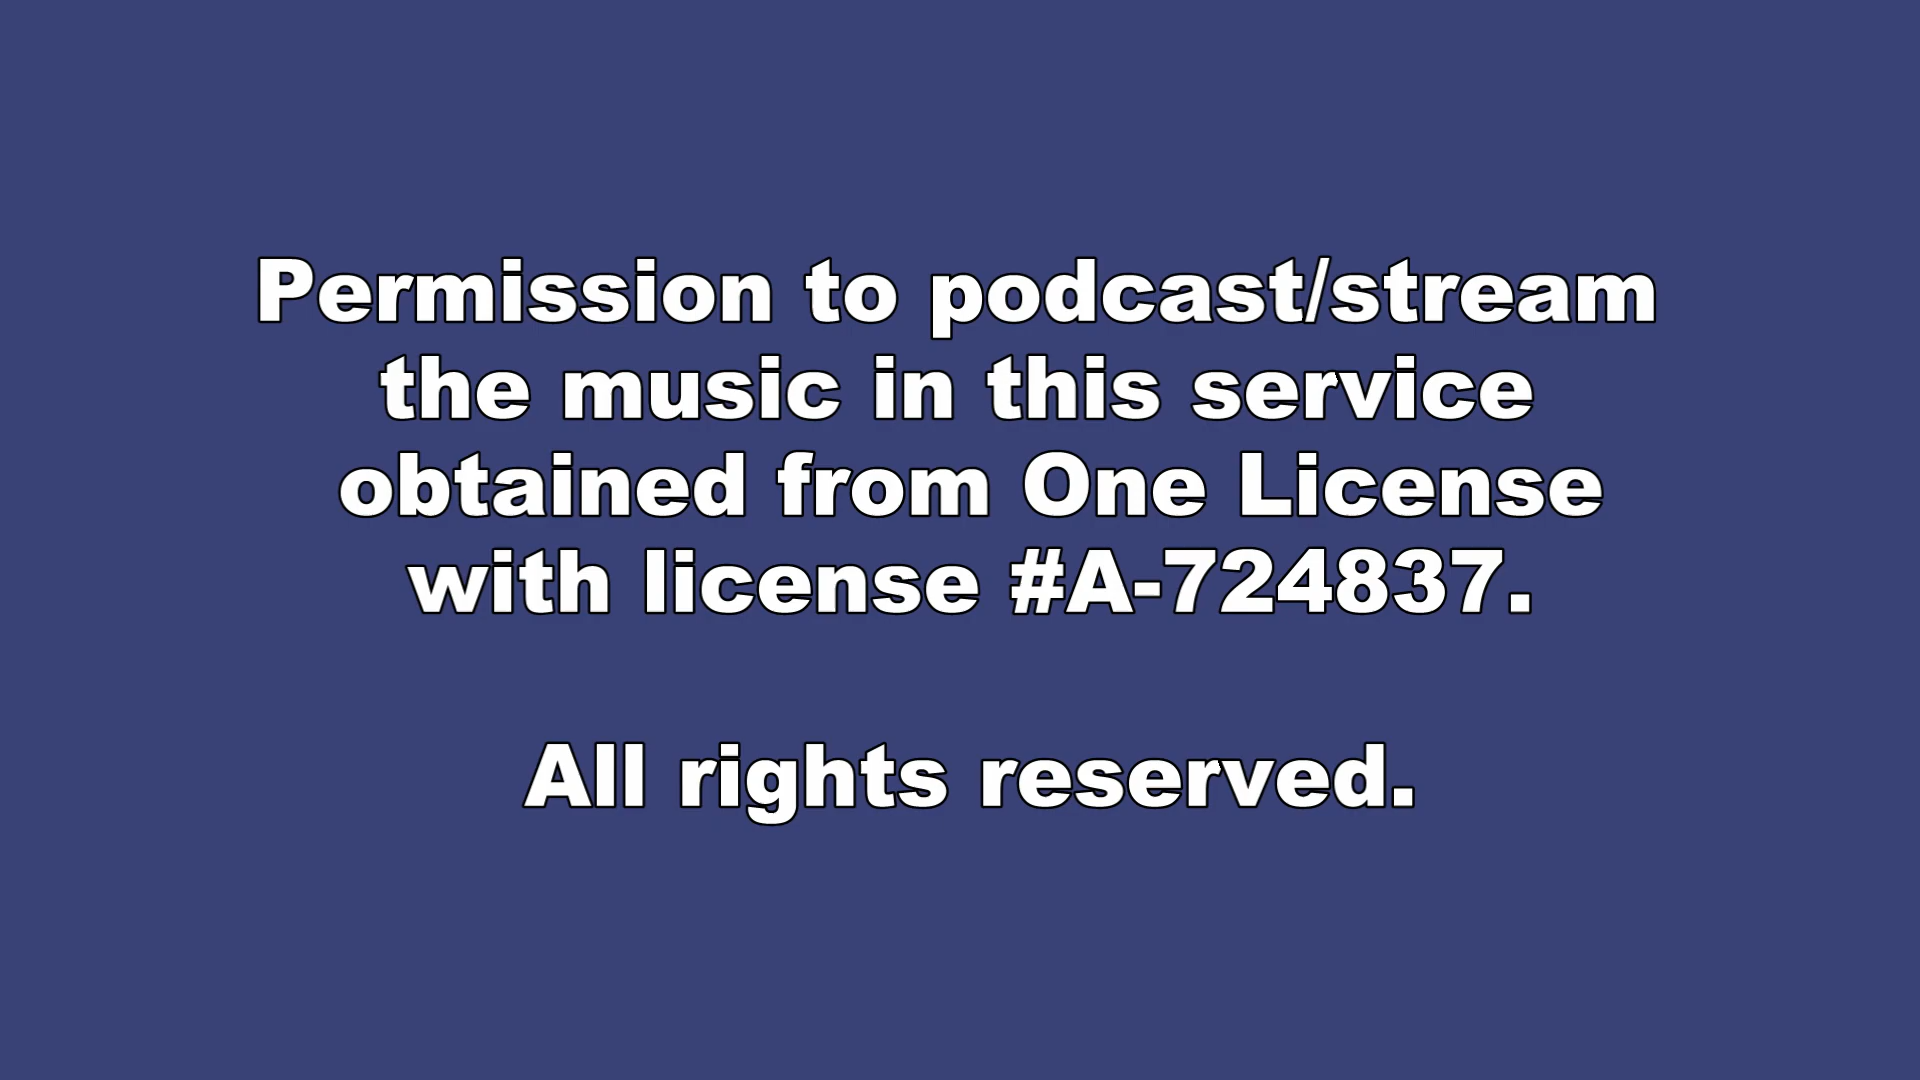 Permission to podcast/stream
the music in this service
obtained from One License
with license #A-724837.
All rights reserved.